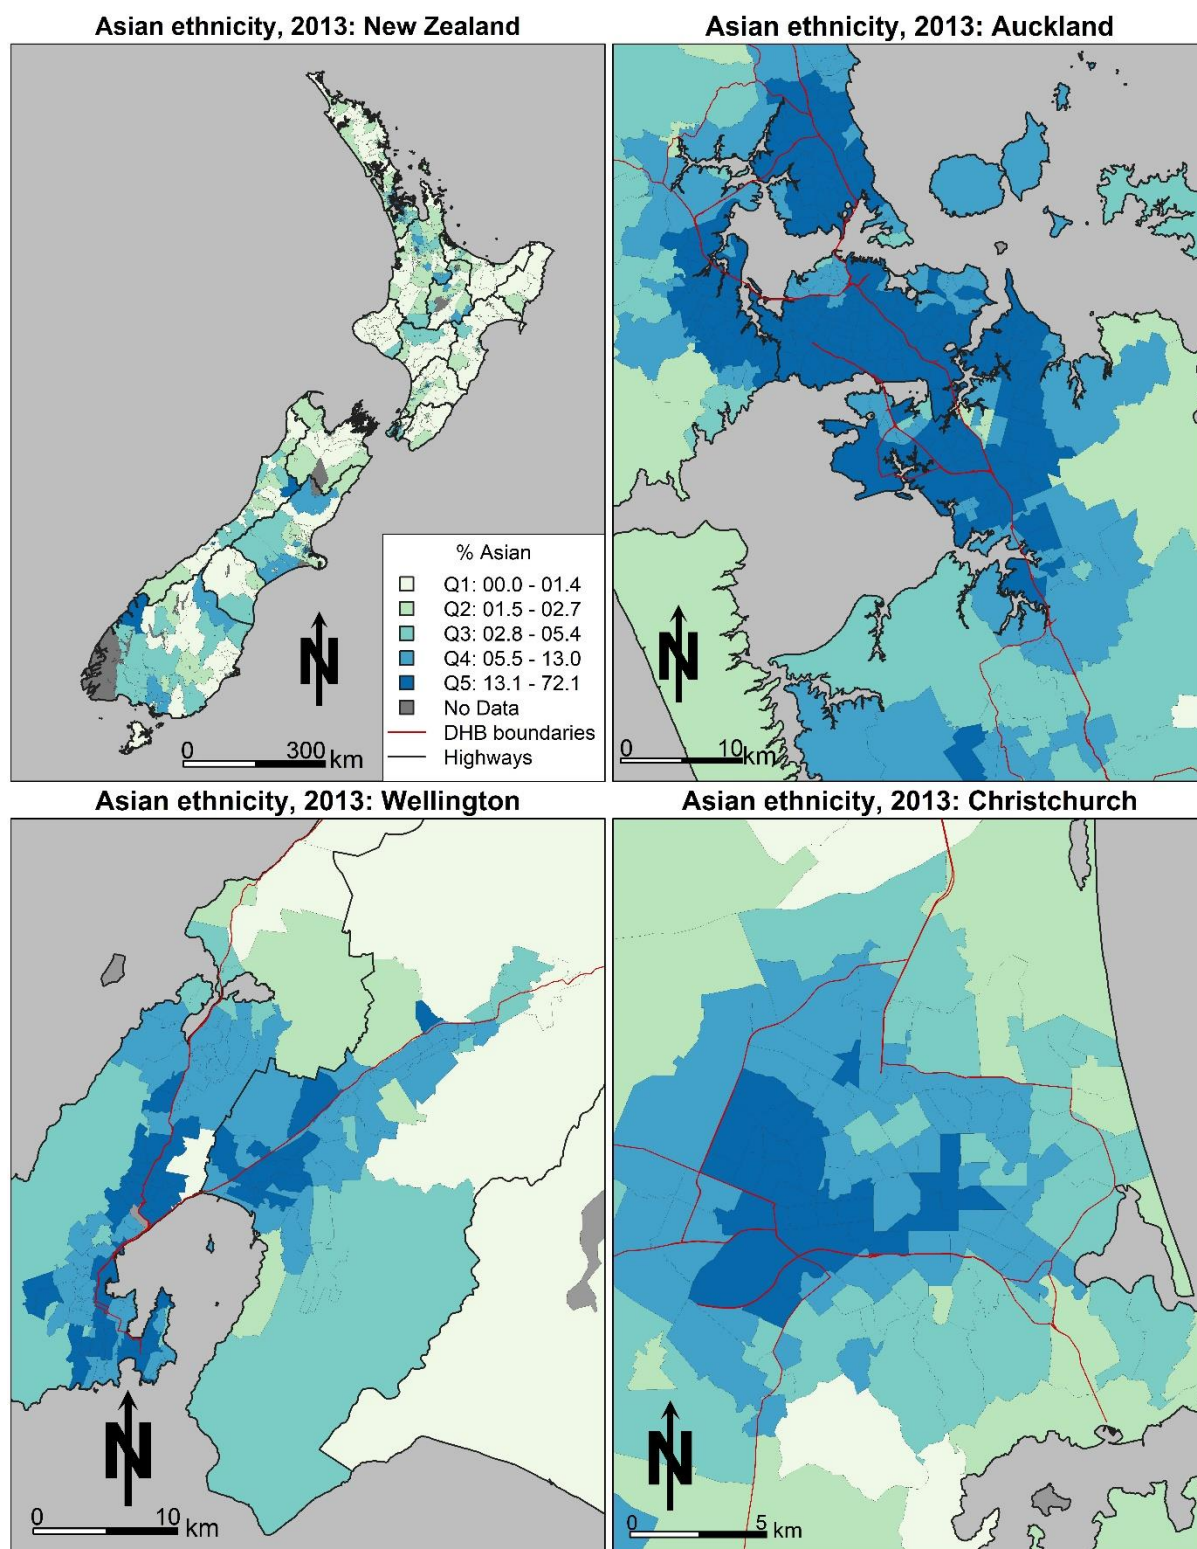 Asian ethnicity, 2013: New Zealand
Asian ethnicity, 2013: Auckland
% Asian
Q1: 00.0 - 01.4
Q2: 01.5 - 02.7
Q3: 02.8 - 05.4
Q4: 05.5 - 13.0
Q5: 13.1 - 72.1
No Data
DHB boundaries
Highways
N
0 300 km
N
0 10 km
Asian ethnicity, 2013: Wellington
Asian ethnicity, 2013: Christchurch
N
0 10 km
N
0 5 km